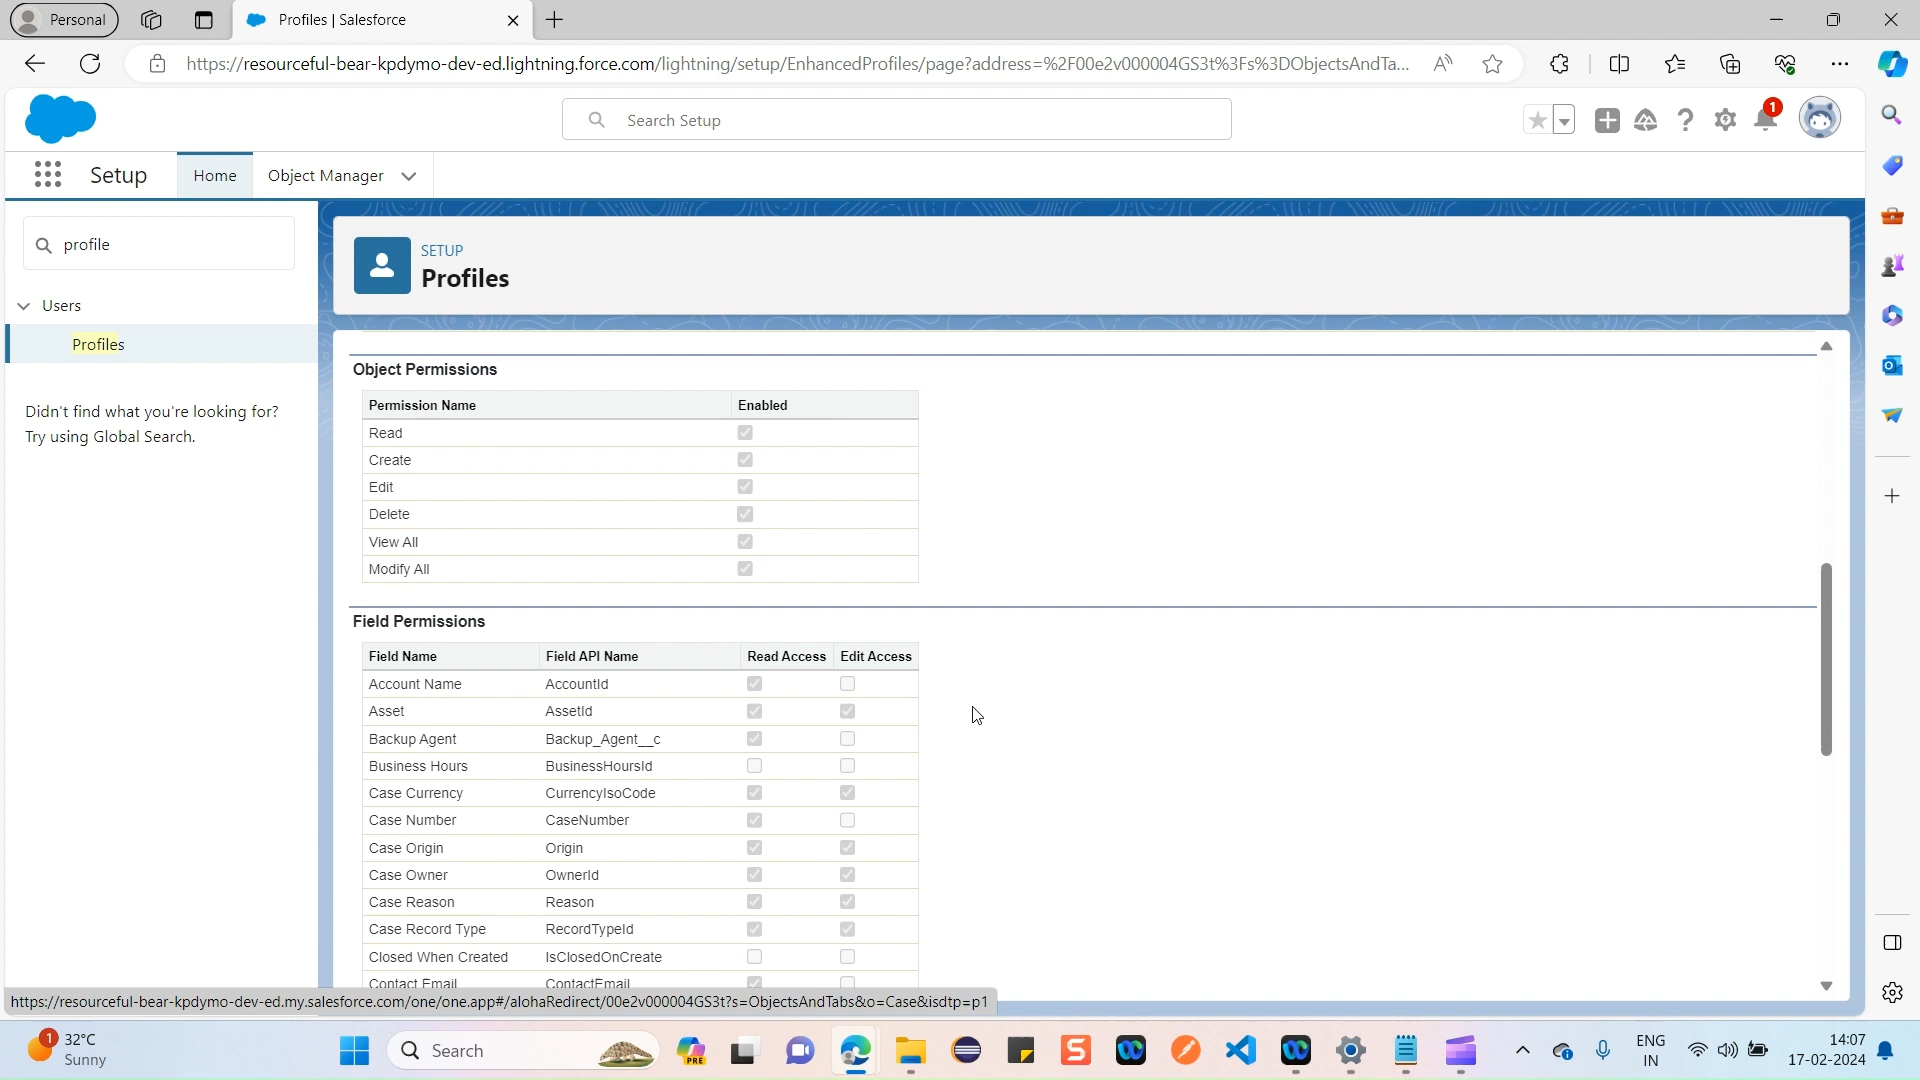 Personal
Profiles | Salesforce
https://resourceful-bear-kpdymo-dev-ed.lightning.force.com/lightning/setup/EnhancedProfiles/page?address=%2F00e2v000004GS3t%3Fs%3DObjectsAndTa...
Search Setup
1
Setup
Home
Object Manager
profile
Users
Profiles
Didn't find what you're looking for?
Try using Global Search.
SETUP
Profiles
Object Permissions
Permission Name Enabled
Read
Create
Edit
Delete
View All
Modify All
Field Permissions
Field Name Field API Name Read Access Edit Access
Account Name AccountId
Asset AssetId
Backup Agent Backup_Agent__c
Business Hours BusinessHoursId
Case Currency CurrencyIsoCode
Case Number CaseNumber
Case Origin Origin
Case Owner OwnerId
Case Reason Reason
Case Record Type RecordTypeId
Closed When Created IsClosedOnCreate
Contact Email ContactEmail
https://resourceful-bear-kpdymo-dev-ed.my.salesforce.com/one/one.app#/alohaRedirect/00e2v000004GS3t?s=ObjectsAndTabs&o=Case&isdtp=p1
1
32°C
Sunny
Search
PRE
S
ENG
IN
14:07
17-02-2024